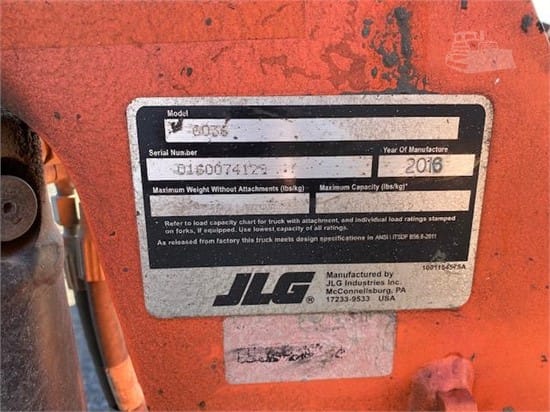 Model
6036
Serial Number
Year Of Manufacture
0160074129
2016
Maximum Weight Without Attachments (lbs/kg)
Maximum Capacity (lbs/kg)*
* Refer to load capacity chart for truck with attachment, and individual load ratings stamped
on forks, if equipped. Use lowest capacity of all ratings.
As released from factory this truck meets design specifications in ANSI / ITSDF B56.6-2011
1001164575A
JLG®
Manufactured by
JLG Industries Inc.
McConnellsburg, PA
17233-9533 USA